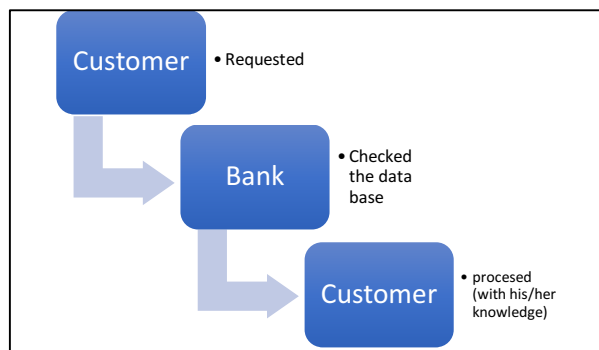 Customer
• Requested
Bank
• Checked
the data
base
Customer
• procesed
(with his/her
knowledge)